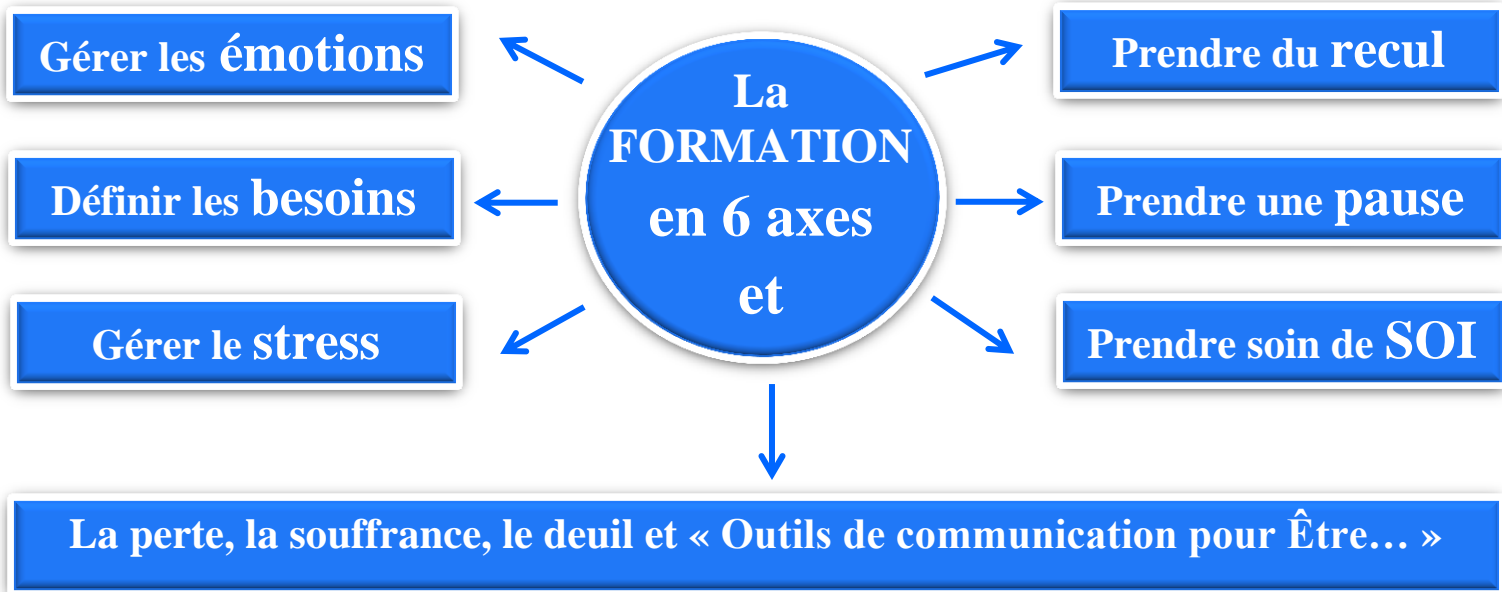 Gérer les émotions
Définir les besoins
Gérer le stress
La
FORMATION
en 6 axes
et
Prendre du recul
Prendre une pause
Prendre soin de SOI
La perte, la souffrance, le deuil et « Outils de communication pour Être… »